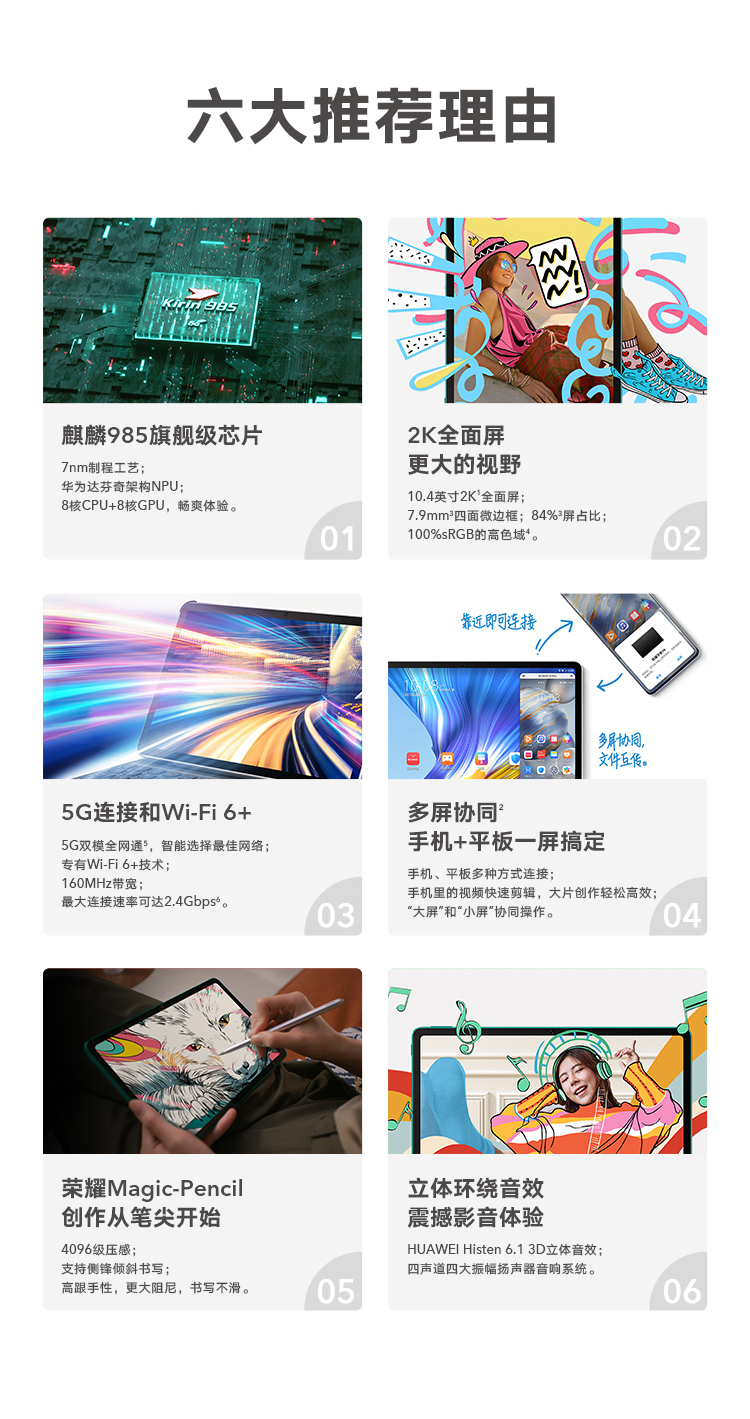 六大推荐理由
Kirin 985
5G
麒麟985旗舰级芯片
7nm制程工艺；
华为达芬奇架构NPU；
8核CPU+8核GPU，畅爽体验。
01
2K全面屏
更大的视野
10.4英寸2K¹全面屏；
7.9mm³四面微边框；84%³屏占比；
100%sRGB的高色域⁴。
02
5G连接和Wi-Fi 6+
5G双模全网通⁵，智能选择最佳网络；
专有Wi-Fi 6+技术；
160MHz带宽；
最大连接速率可达2.4Gbps⁶。
03
靠近即可连接
10:08
10:08
多屏协同，
文件互传。
多屏协同²
手机+平板一屏搞定
手机、平板多种方式连接；
手机里的视频快速剪辑，大片创作轻松高效；
“大屏”和“小屏”协同操作。
04
荣耀Magic-Pencil
创作从笔尖开始
4096级压感；
支持侧锋倾斜书写；
高跟手性，更大阻尼，书写不滑。
05
立体环绕音效
震撼影音体验
HUAWEI Histen 6.1 3D立体音效；
四声道四大振幅扬声器音响系统。
06